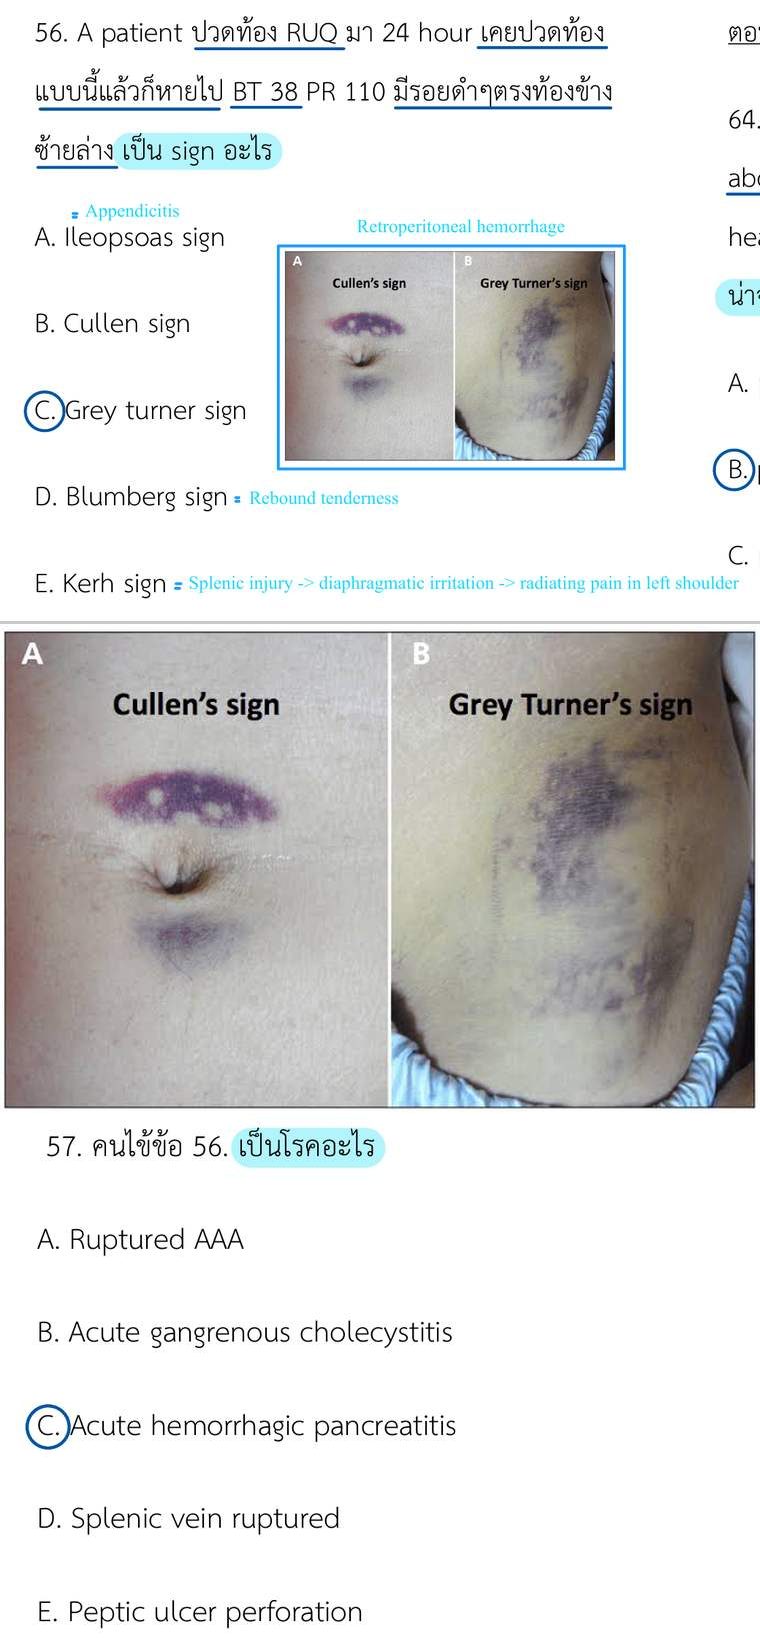 56. A patient ปวดท้อง RUQ มา 24 hour เคยปวดท้อง
แบบนี้แล้วก็หายไป BT 38 PR 110 มีรอยดำๆตรงท้องข้าง
ซ้ายล่าง เป็น sign อะไร
= Appendicitis
A. Ileopsoas sign
Retroperitoneal hemorrhage
A
B
Cullen's sign
Grey Turner's sign
B. Cullen sign
C. Grey turner sign
D. Blumberg sign = Rebound tenderness
E. Kerh sign = Splenic injury -> diaphragmatic irritation -> radiating pain in left shoulder
64.
A.
B.
C.
A
B
Cullen's sign
Grey Turner's sign
57. คนไข้ข้อ 56. เป็นโรคอะไร
A. Ruptured AAA
B. Acute gangrenous cholecystitis
C. Acute hemorrhagic pancreatitis
D. Splenic vein ruptured
E. Peptic ulcer perforation